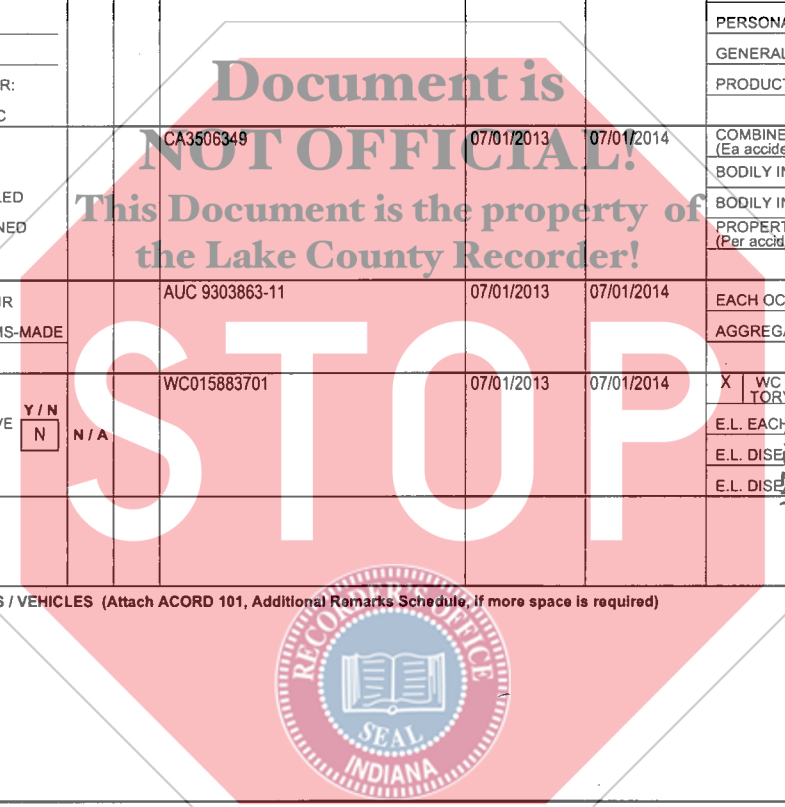 PERSONA
GENERAL
R:
PRODUCT
C
Document is
CA3506349 07/01/2013 07/01/2014 COMBINE
(Ea accide
NOT OFFICIAL!
BODILY IN
LED
This Document is the property of
BODILY IN
NED
PROPERT
(Per accid
the Lake County Recorder!
AUC 9303863-11 07/01/2013 07/01/2014 EACH OC
IR
MS-MADE AGGREGA
STOP
WC015883701 07/01/2013 07/01/2014 X WC
TORY
Y / N
VE N N / A E.L. EACH
E.L. DISE
E.L. DISE
S / VEHICLES (Attach ACORD 101, Additional Remarks Schedule, if more space is required)
RECORDER'S OFFICE
SEAL
INDIANA